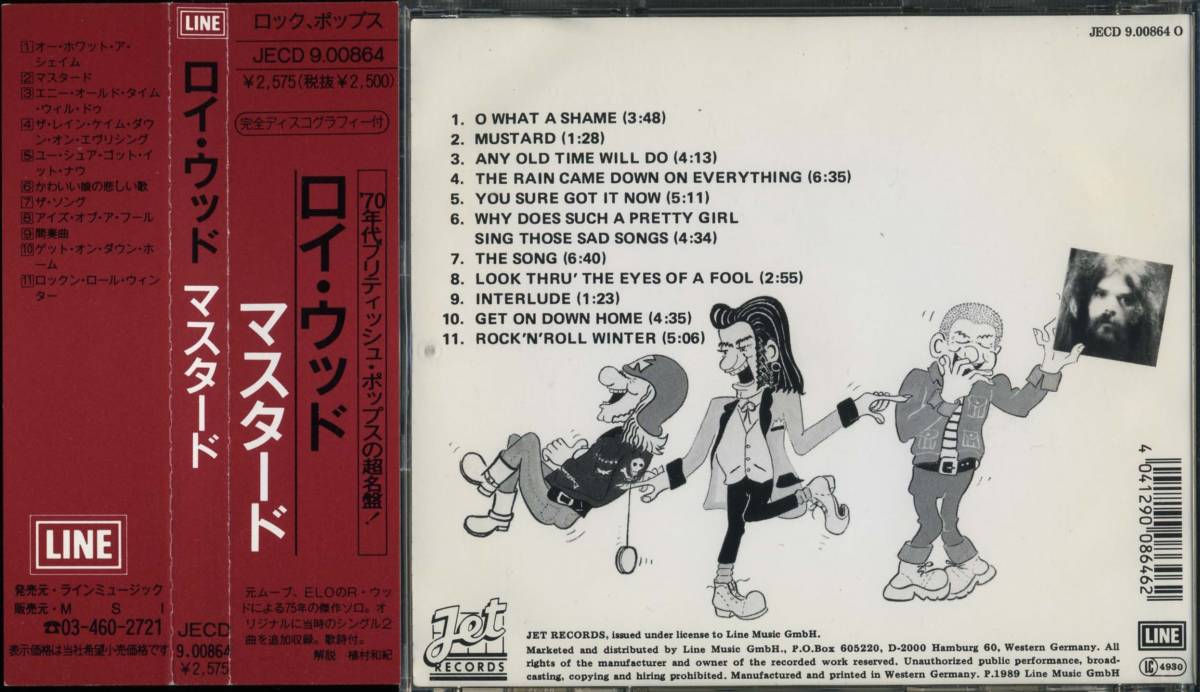 1 オー・ホワット・ア・
シェイム
2 マスタード
3 エニー・オールド・タイム
・ウィル・ドゥ
4 ザ・レイン・ケイム・ダウ
ン・オン・エヴリシング
5 ユー・シュア・ゴット・イ
ット・ナウ
6 かわいい娘の悲しい歌
7 ザ・ソング
8 アイズ・オブ・ア・フール
9 間奏曲
10 ゲット・オン・ダウン・ホ
ーム
11 ロックン・ロール・ウィン
ター
LINE
発売元・ラインミュージック
販売元・M S I
☎03-460-2721
表示価格は当社希望小売価格です
LINE
ロイ・ウッド
マスタード
JECD
9.00864
¥2,575
ロック、ポップス
JECD 9.00864
¥2,575(税抜¥2,500)
完全ディスコグラフィー付
'70年代ブリティッシュ・ポップスの超名盤!
ロイ・ウッド
マスタード
元ムーブ、ELOのR・ウッ
ドによる75年の傑作ソロ。オ
リジナルに当時のシングル2
曲を追加収録。歌詩付。
解説 植村和紀
JECD 9.00864 O
1. O WHAT A SHAME (3:48)
2. MUSTARD (1:28)
3. ANY OLD TIME WILL DO (4:13)
4. THE RAIN CAME DOWN ON EVERYTHING (6:35)
5. YOU SURE GOT IT NOW (5:11)
6. WHY DOES SUCH A PRETTY GIRL
SING THOSE SAD SONGS (4:34)
7. THE SONG (6:40)
8. LOOK THRU' THE EYES OF A FOOL (2:55)
9. INTERLUDE (1:23)
10. GET ON DOWN HOME (4:35)
11. ROCK'N'ROLL WINTER (5:06)
4 041290 086462
Jet
RECORDS
JET RECORDS, issued under license to Line Music GmbH.
Marketed and distributed by Line Music GmbH., P.O.Box 605220, D-2000 Hamburg 60, Western Germany. All
rights of the manufacturer and owner of the recorded work reserved. Unauthorized public performance, broad-
casting, copying and hiring prohibited. Manufactured and printed in Western Germany. P.1989 Line Music GmbH
LINE
LC 4930